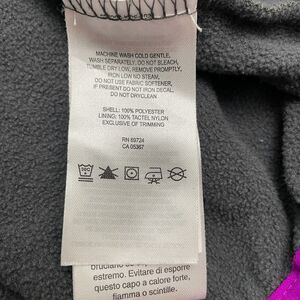 MACHINE WASH COLD GENTLE,
WASH SEPARATELY, DO NOT BLEACH,
TUMBLE DRY LOW, REMOVE PROMPTLY,
IRON LOW NO STEAM,
DO NOT USE FABRIC SOFTENER,
IF PRESENT DO NOT IRON DECAL,
DO NOT DRYCLEAN
SHELL: 100% POLYESTER
LINING: 100% TACTEL NYLON
EXCLUSIVE OF TRIMMING
RN 69724
CA 05367
estremo. Evitare di esporre
questo capo a calore forte,
fiamma o scintille.